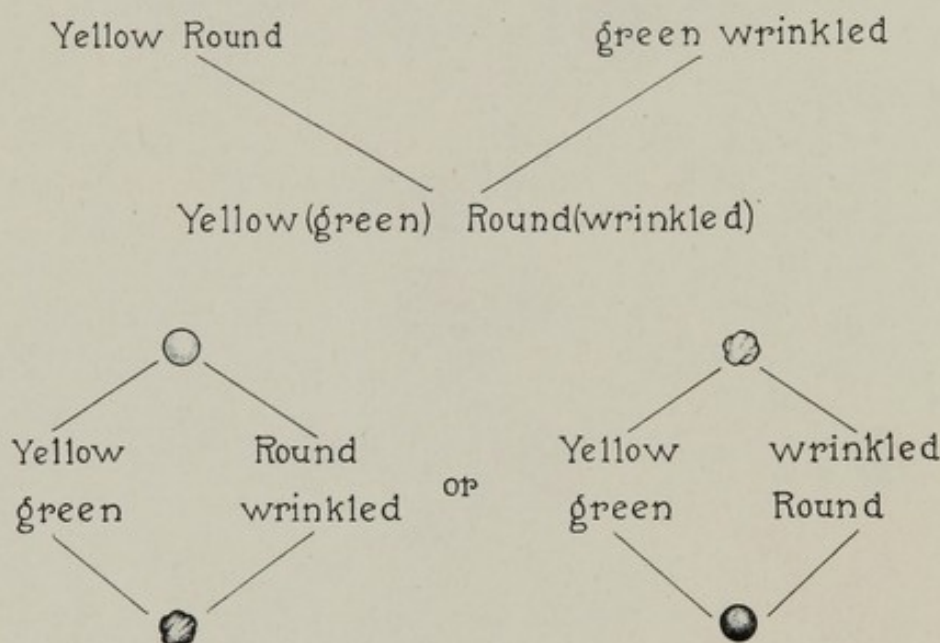 Yellow Round green wrinkled
Yellow (green) Round (wrinkled)
Yellow Round
green wrinkled
or
Yellow wrinkled
green Round